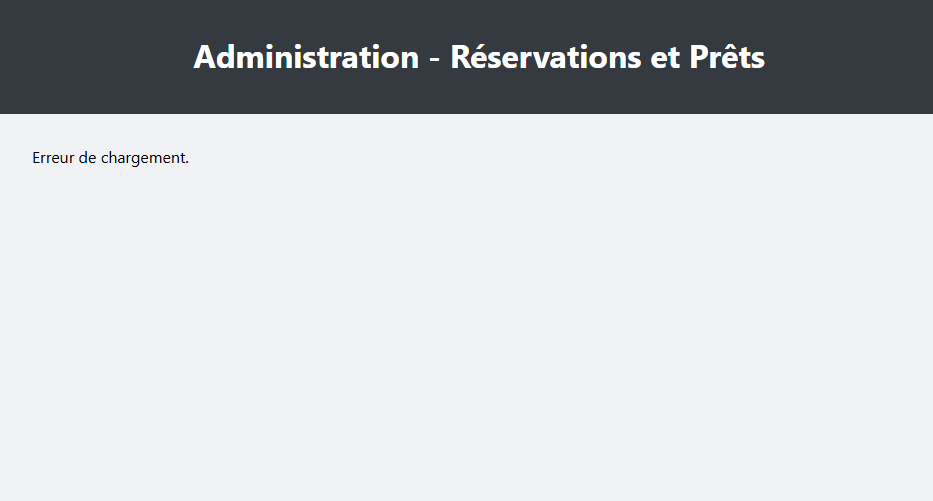 Administration - Réservations et Prêts
Erreur de chargement.